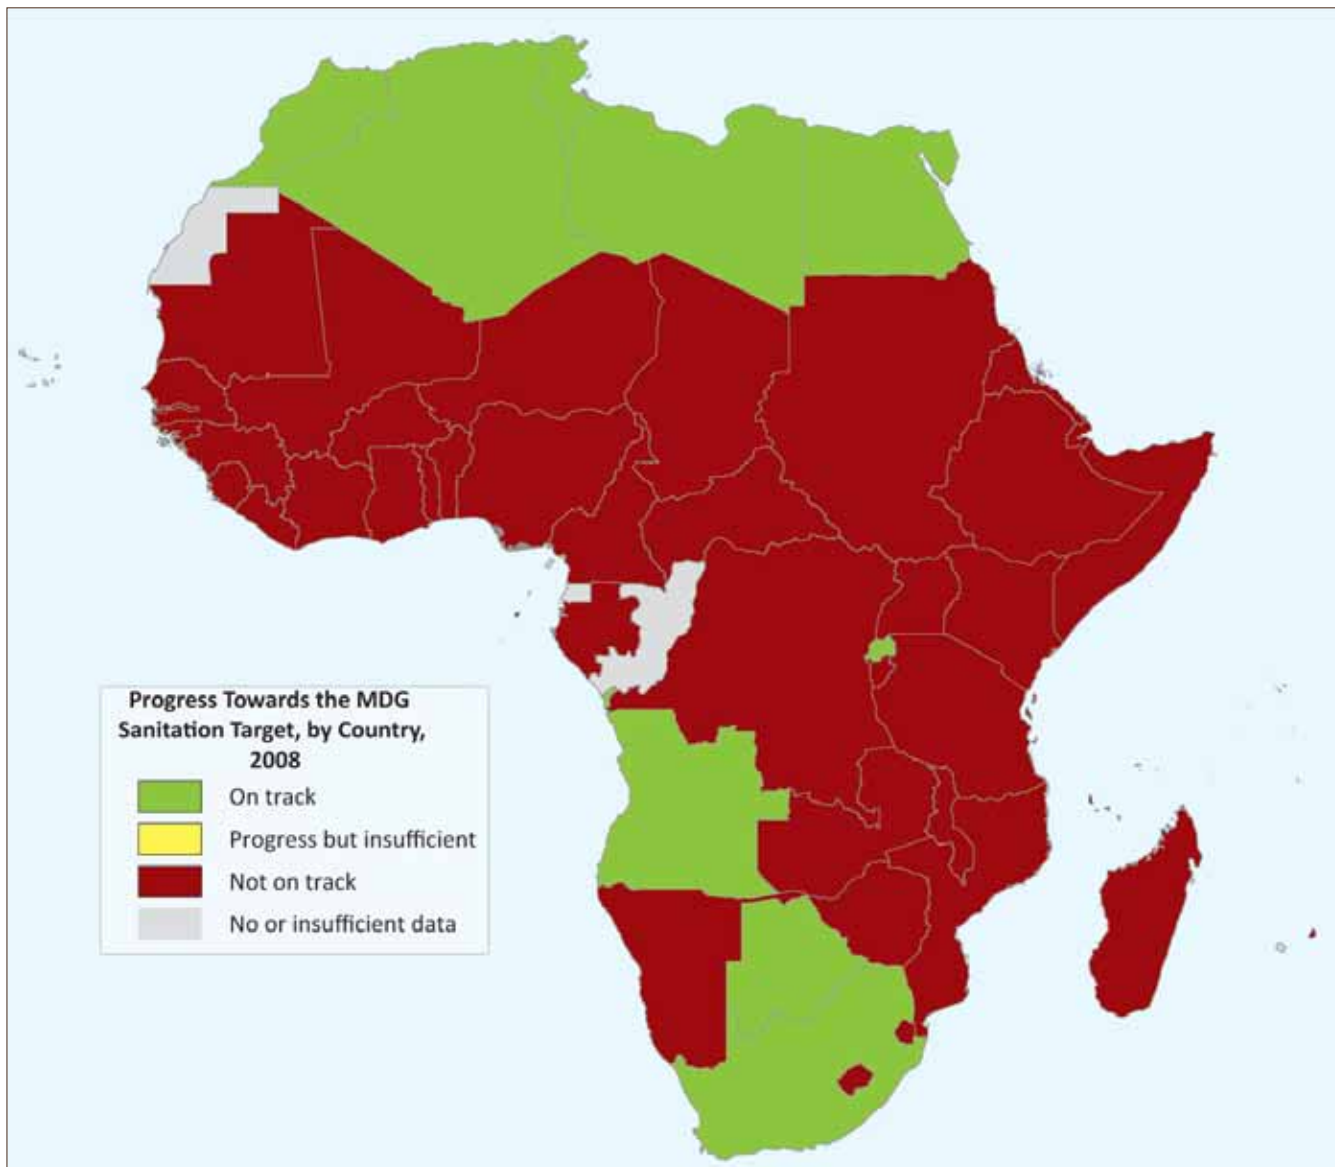 Progress Towards the MDG
Sanitation Target, by Country,
2008
On track
Progress but insufficient
Not on track
No or insufficient data